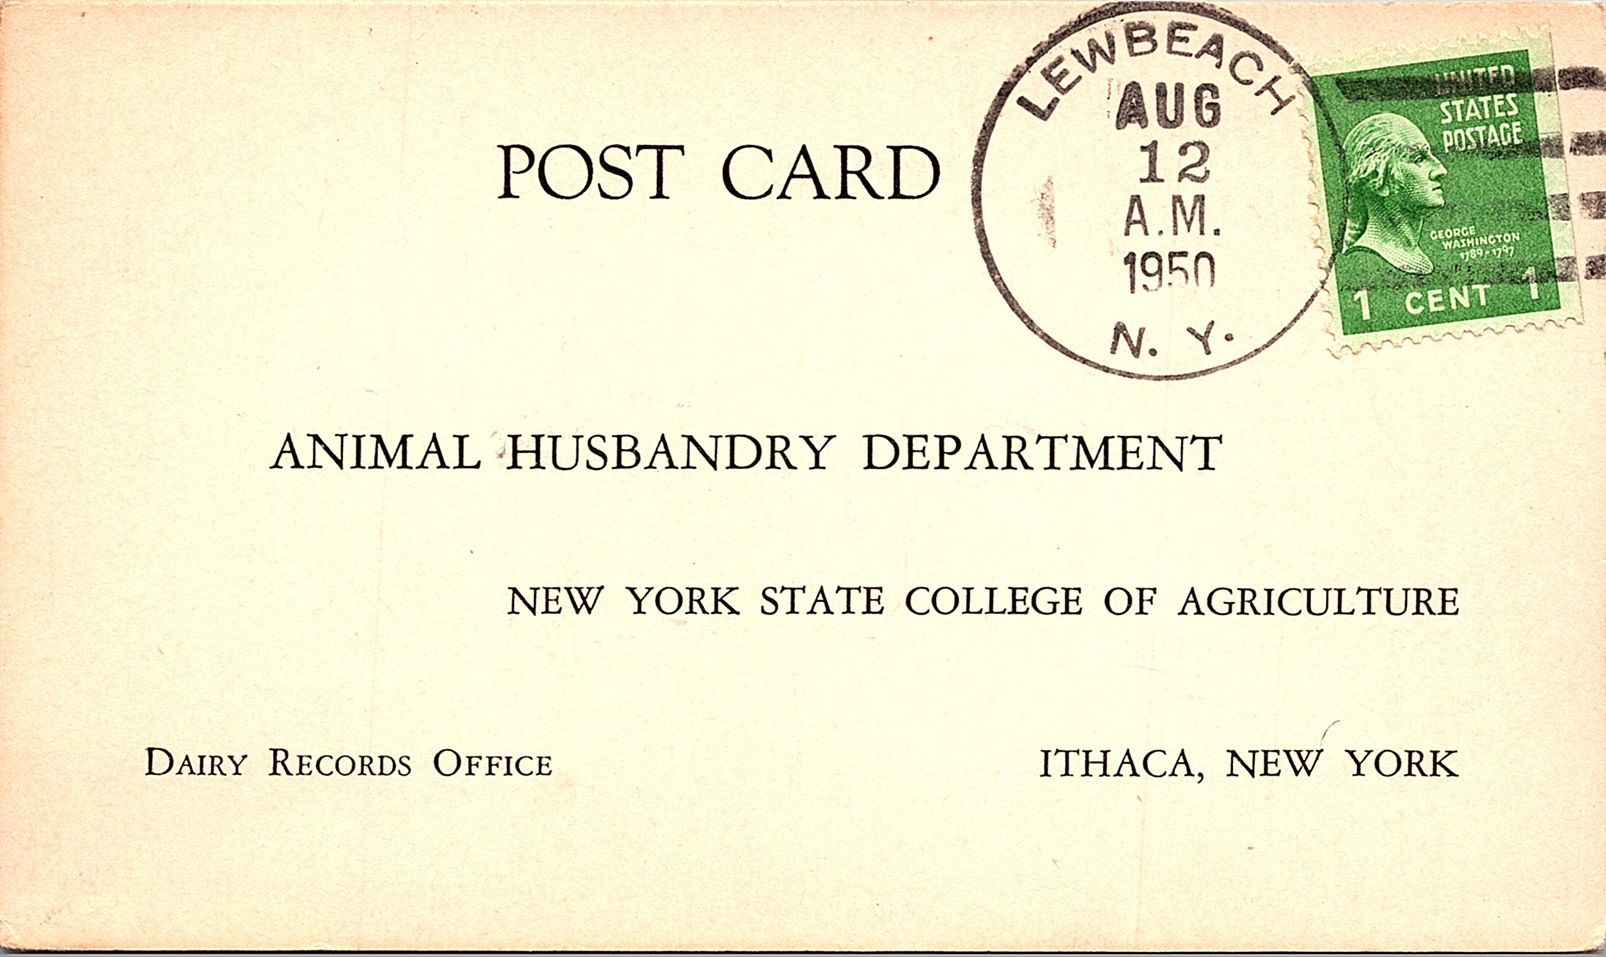 LEWBEACH
AUG
12
A.M.
1950
N. Y.
UNITED
STATES
POSTAGE
GEORGE
WASHINGTON
1789-1797
1 CENT 1
POST CARD
ANIMAL HUSBANDRY DEPARTMENT
NEW YORK STATE COLLEGE OF AGRICULTURE
DAIRY RECORDS OFFICE
ITHACA, NEW YORK